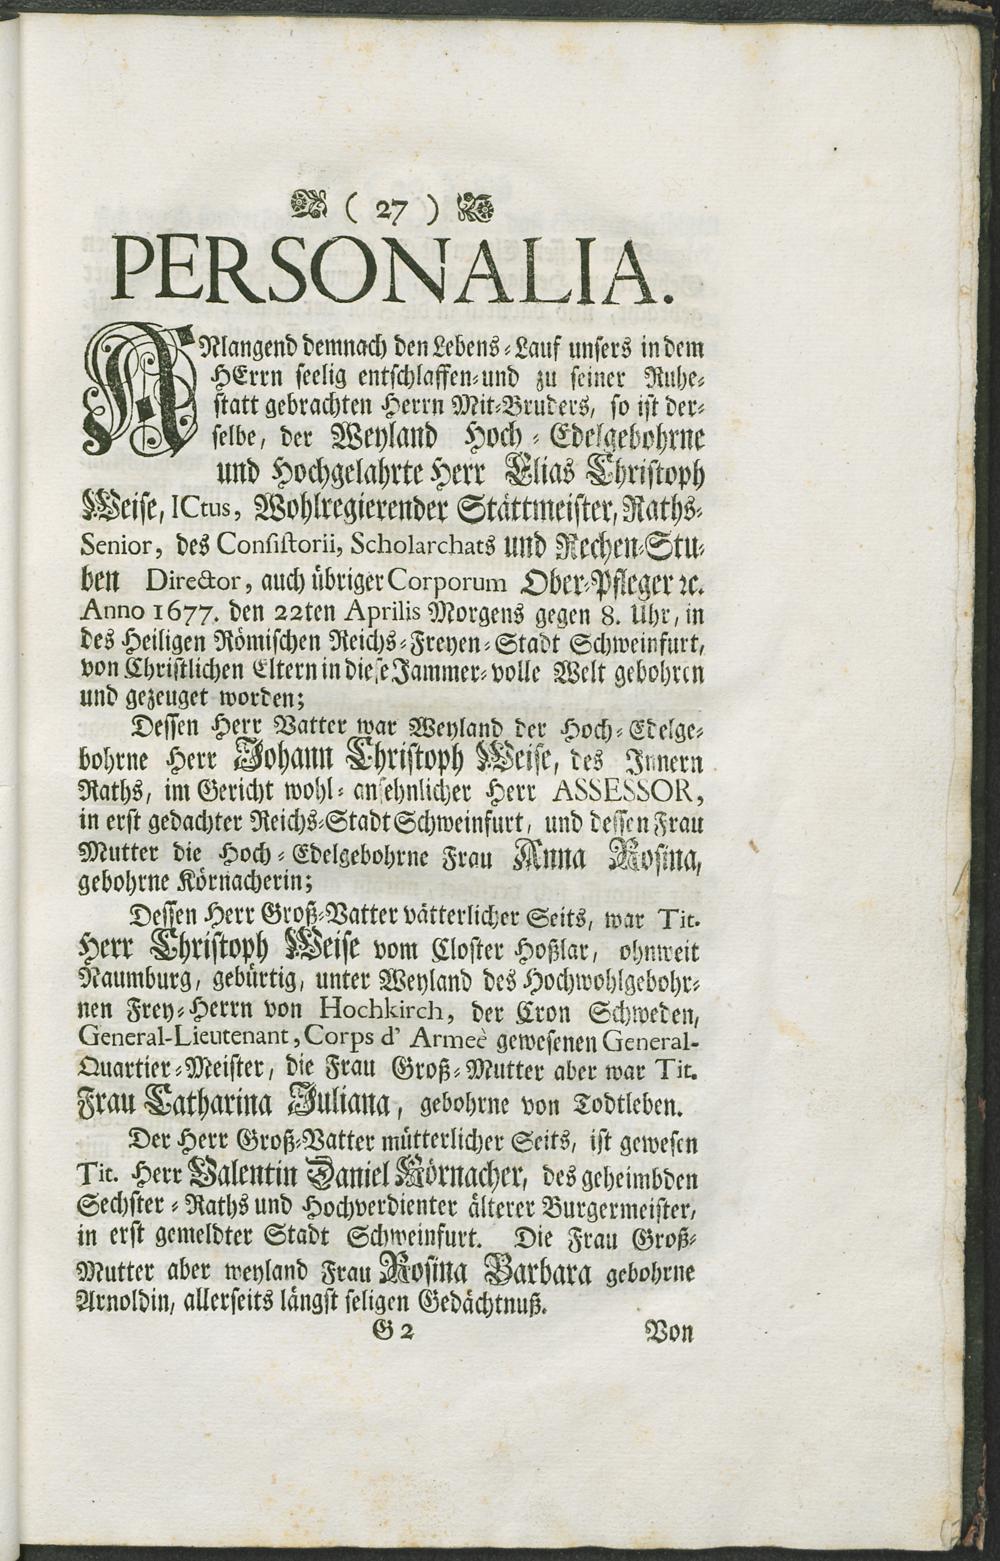 ( 27 )
PERSONALIA.
ANlangend demnach den Lebens-Lauf unsers in dem
HErrn seelig entschlaffen- und zu seiner Ruhe-
statt gebrachten Herrn Mit-Bruders, so ist der-
selbe, der Weyland Hoch-Edelgebohrne
und Hochgelahrte Herr Elias Christoph
Weise, ICtus, Wohlregierender Stättmeister, Raths-
Senior, des Consistorii, Scholarchats und Rechen-Stu-
ben Director, auch übriger Corporum Ober-Pfleger ꝛc.
Anno 1677. den 22ten Aprilis Morgens gegen 8. Uhr, in
des Heiligen Römischen Reichs-Freyen-Stadt Schweinfurt,
von Christlichen Eltern in diese Jammer-volle Welt gebohren
und gezeuget worden;
Dessen Herr Vatter war Weyland der Hoch-Edelge-
bohrne Herr Johann Christoph Weise, des Innern
Raths, im Gericht wohl-ansehnlicher Herr ASSESSOR,
in erst gedachter Reichs-Stadt Schweinfurt, und dessen Frau
Mutter die Hoch-Edelgebohrne Frau Anna Rosina,
gebohrne Körnacherin;
Dessen Herr Groß-Vatter vätterlicher Seits, war Tit.
Herr Christoph Weise vom Closter Hoßlar, ohnweit
Naumburg, gebürtig, unter Weyland des Hochwohlgebohr-
nen Frey-Herrn von Hochkirch, der Cron Schweden,
General-Lieutenant, Corps d' Armeè gewesenen General-
Quartier-Meister, die Frau Groß-Mutter aber war Tit.
Frau Catharina Juliana, gebohrne von Todtleben.
Der Herr Groß-Vatter mütterlicher Seits, ist gewesen
Tit. Herr Valentin Daniel Körnacher, des geheimbden
Sechster-Raths und Hochverdienter älterer Burgermeister,
in erst gemeldter Stadt Schweinfurt. Die Frau Groß-
Mutter aber weyland Frau Rosina Barbara gebohrne
Arnoldin, allerseits längst seligen Gedächtnuß.
G 2 Von